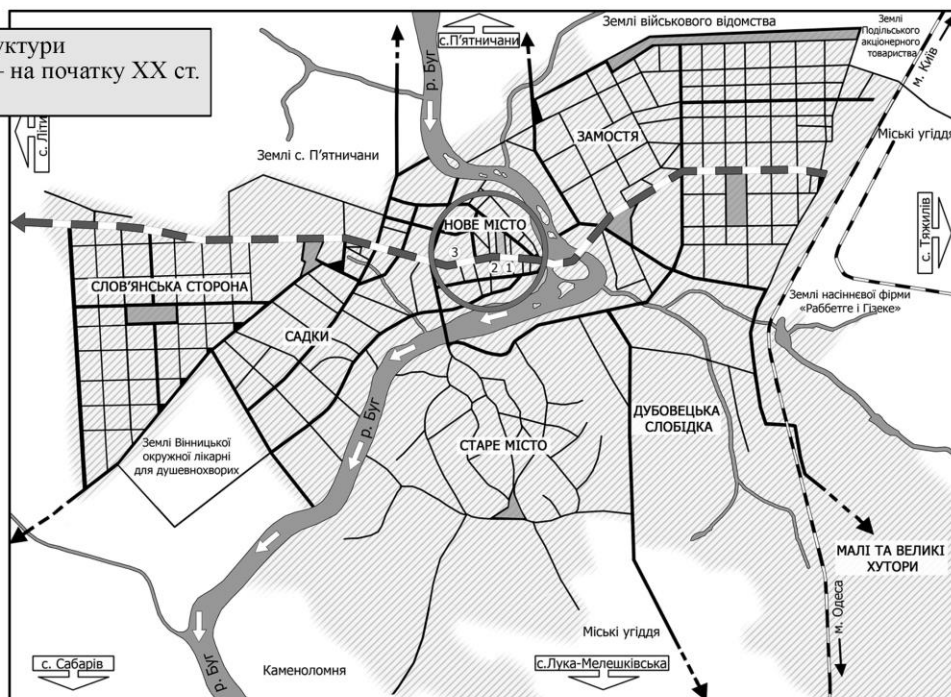 уктури
– на початку ХХ ст.
с.П'ятничани
Землі військового відомства
Землі
Подільського
акціонерного
товариства
м. Київ
р. Буг
ЗАМОСТЯ
Міські угіддя
Землі с. П'ятничани
НОВЕ МІСТО
с. Тяжилів
3
2 1
СЛОВ'ЯНСЬКА СТОРОНА
Землі насіннєвої фірми
«Раббетге і Гізеке»
САДКИ
р. Буг
ДУБОВЕЦЬКА
СЛОБІДКА
СТАРЕ МІСТО
Землі Вінницької
окружної лікарні
для душевнохворих
МАЛІ ТА ВЕЛИКІ
ХУТОРИ
м. Одеса
Міські угіддя
с. Сабарів
р. Буг
Каменоломня
с.Лука-Мелешківська